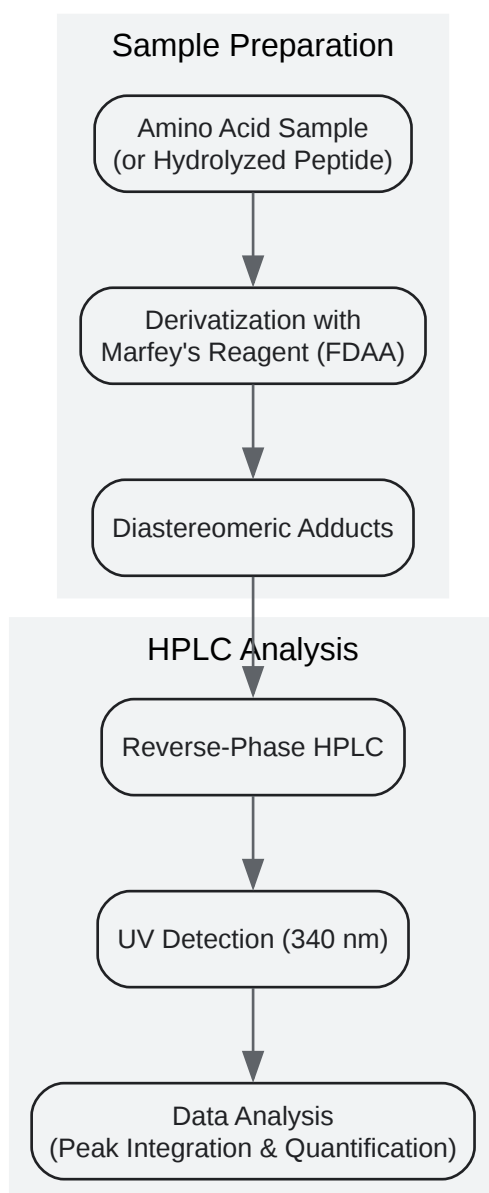 Sample Preparation
Amino Acid Sample
(or Hydrolyzed Peptide)
Derivatization with
Marfey's Reagent (FDAA)
Diastereomeric Adducts
HPLC Analysis
Reverse-Phase HPLC
UV Detection (340 nm)
Data Analysis
(Peak Integration & Quantification)